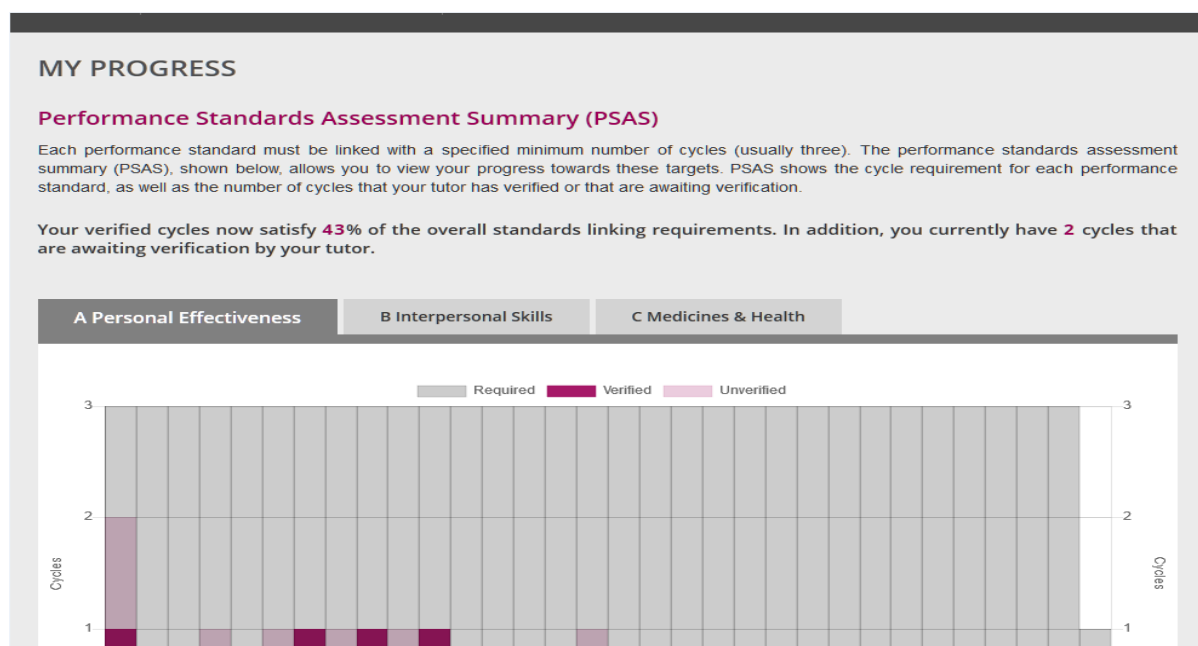 MY PROGRESS
Performance Standards Assessment Summary (PSAS)
Each performance standard must be linked with a specified minimum number of cycles (usually three). The performance standards assessment
summary (PSAS), shown below, allows you to view your progress towards these targets. PSAS shows the cycle requirement for each performance
standard, as well as the number of cycles that your tutor has verified or that are awaiting verification.
Your verified cycles now satisfy 43% of the overall standards linking requirements. In addition, you currently have 2 cycles that
are awaiting verification by your tutor.
A Personal Effectiveness B Interpersonal Skills C Medicines & Health
Required Verified Unverified
3 3
2 2
Cycles Cycles
1 1